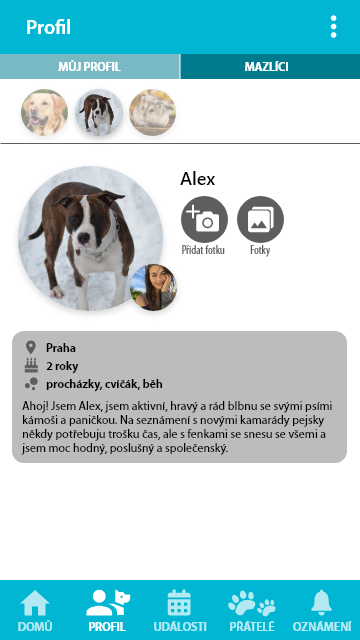 Profil
MŮJ PROFIL
MAZLÍCI
Alex
Přidat fotku
Fotky
Praha
2 roky
procházky, cvičák, běh
Ahoj! Jsem Alex, jsem aktivní, hravý a rád blbnu se svými psími
kámoši a paničkou. Na seznámení s novými kamarády pejsky
někdy potřebuju trošku čas, ale s fenkami se snesu se všemi a
jsem moc hodný, poslušný a společenský.
DOMŮ
PROFIL
UDÁLOSTI
PŘÁTELÉ
OZNÁMENÍ